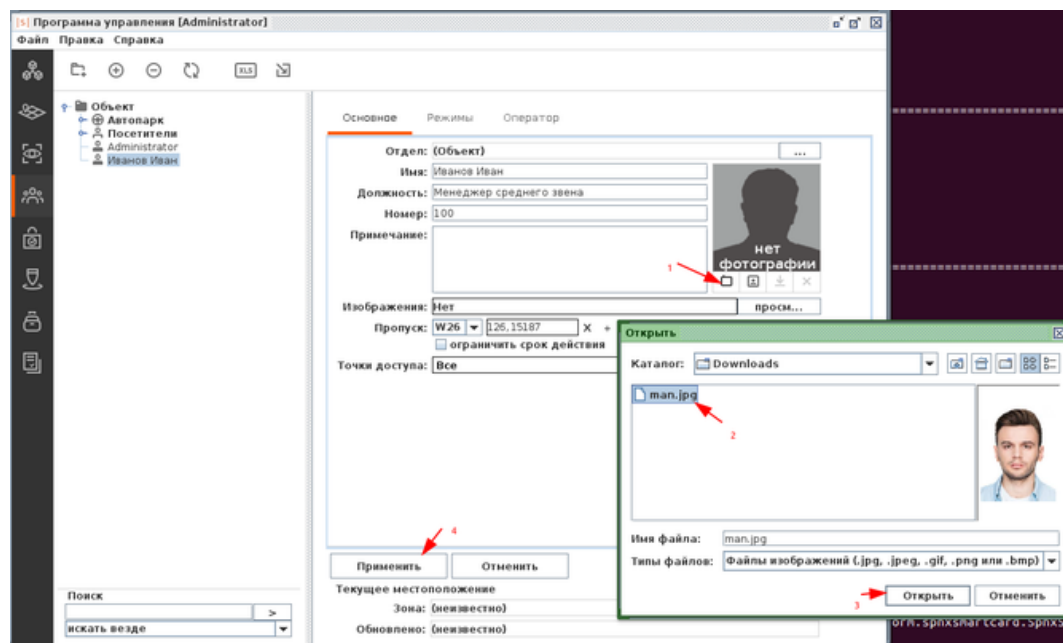 [s] Программа управления [Administrator]
Файл Правка Справка
XLS
Объект
Автопарк
Посетители
Administrator
Иванов Иван
Основное Режимы Оператор
Отдел: (Объект) ...
Имя: Иванов Иван
Должность: Менеджер среднего звена
Номер: 100
Примечание:
нет
фотографии
1
Изображения: Нет просм...
Пропуск: W26 126,15187 X +
ограничить срок действия
Точки доступа: Все
Открыть
Каталог: Downloads
man.jpg
2
Имя файла: man.jpg
Типы файлов: Файлы изображений (.jpg, .jpeg, .gif, .png или .bmp)
3
Открыть Отменить
4
Применить Отменить
Текущее местоположение
Зона: (неизвестно)
Обновлено: (неизвестно)
Поиск
>
искать везде
orm.sphxsmartcard.Sphx